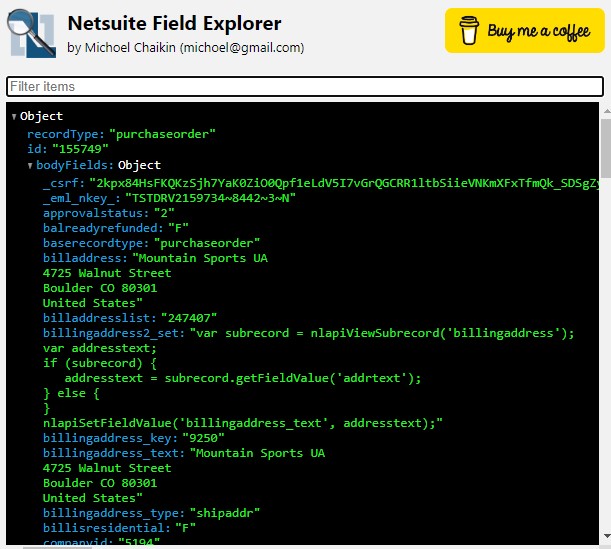 Netsuite Field Explorer
by Michoel Chaikin (michoel@gmail.com)
Buy me a coffee
Filter items
Object
recordType: "purchaseorder"
id: "155749"
bodyFields: Object
_csrf: "2kpx84HsFKQKzSjh7YaK0ZiO0Qpf1eLdV5I7vGrQGCRR1ltbSiieVNKmXFxTfmQk_SDSgZy
_eml_nkey_: "TSTDRV2159734~8442~3~N"
approvalstatus: "2"
balreadyrefunded: "F"
baserecordtype: "purchaseorder"
billaddress: "Mountain Sports UA
4725 Walnut Street
Boulder CO 80301
United States"
billaddresslist: "247407"
billingaddress2_set: "var subrecord = nlapiViewSubrecord('billingaddress');
var addresstext;
if (subrecord) {
addresstext = subrecord.getFieldValue('addrtext');
} else {
}
nlapiSetFieldValue('billingaddress_text', addresstext);"
billingaddress_key: "9250"
billingaddress_text: "Mountain Sports UA
4725 Walnut Street
Boulder CO 80301
United States"
billingaddress_type: "shipaddr"
billisresidential: "F"
companyid: "5194"